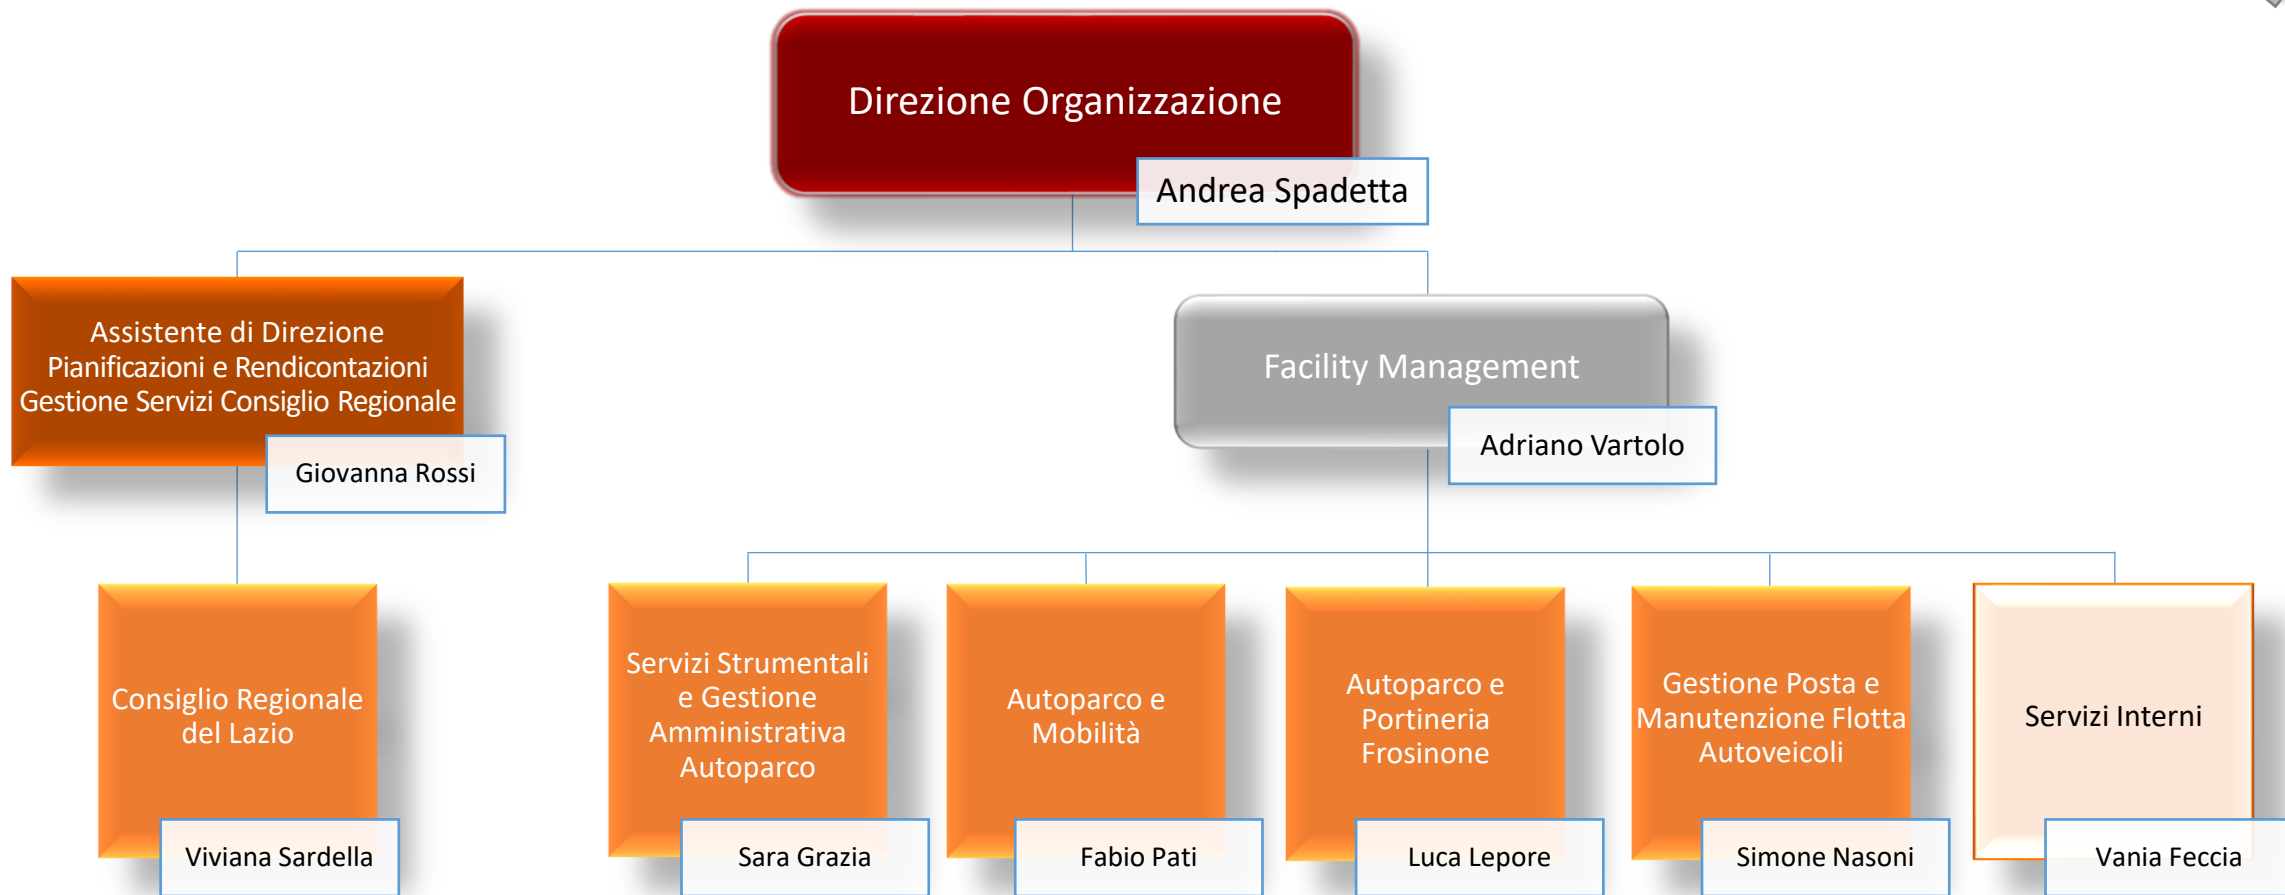 Direzione Organizzazione
Andrea Spadetta
Assistente di Direzione
Pianificazioni e Rendicontazioni
Gestione Servizi Consiglio Regionale
Giovanna Rossi
Facility Management
Adriano Vartolo
Consiglio Regionale
del Lazio
Viviana Sardella
Servizi Strumentali
e Gestione
Amministrativa
Autoparco
Sara Grazia
Autoparco e
Mobilità
Fabio Pati
Autoparco e
Portineria
Frosinone
Luca Lepore
Gestione Posta e
Manutenzione Flotta
Autoveicoli
Simone Nasoni
Servizi Interni
Vania Feccia